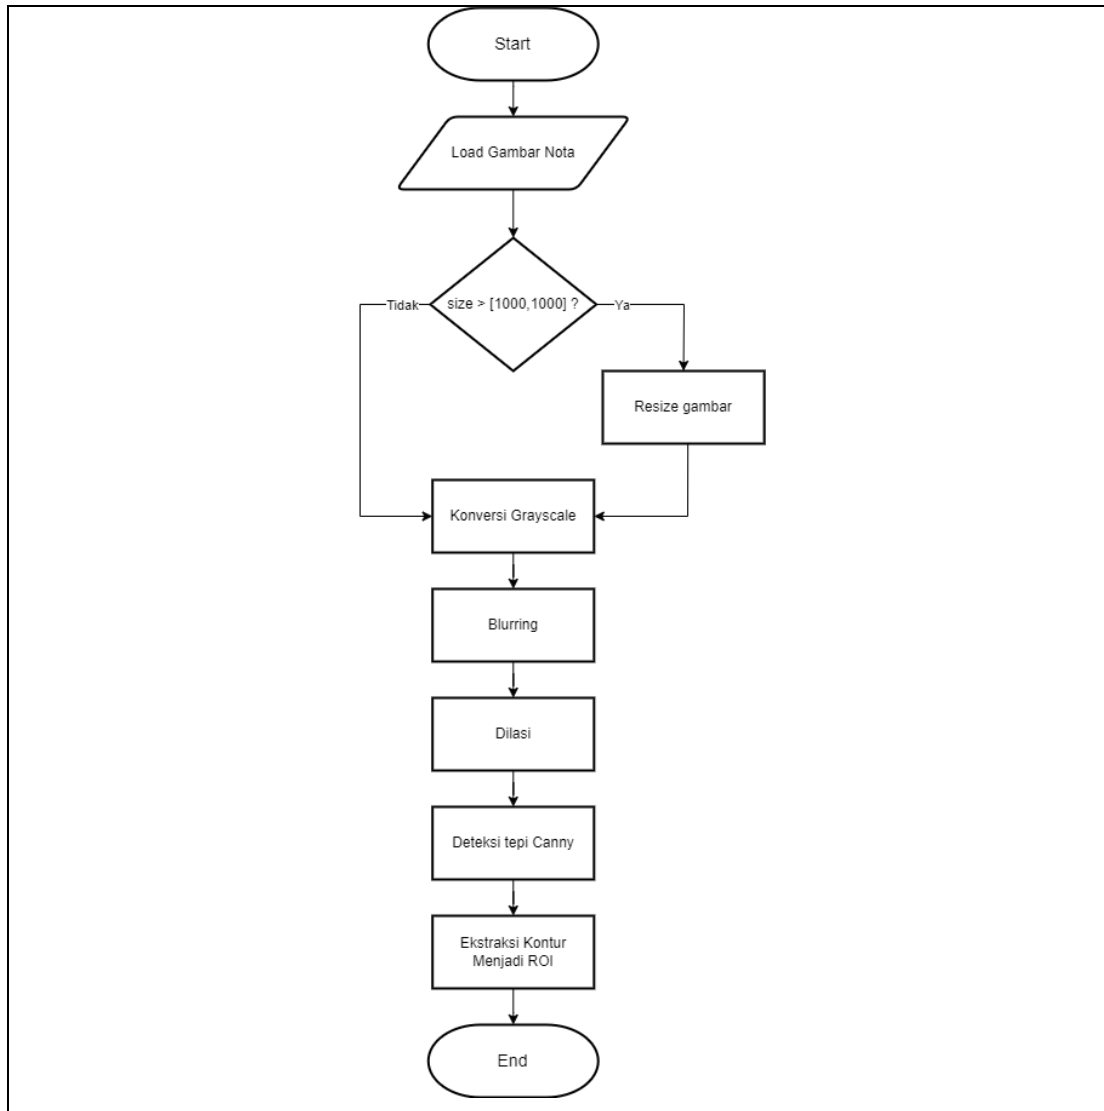 Start
Load Gambar Nota
size > [1000,1000] ?
Tidak
Ya
Resize gambar
Konversi Grayscale
Blurring
Dilasi
Deteksi tepi Canny
Ekstraksi Kontur
Menjadi ROI
End